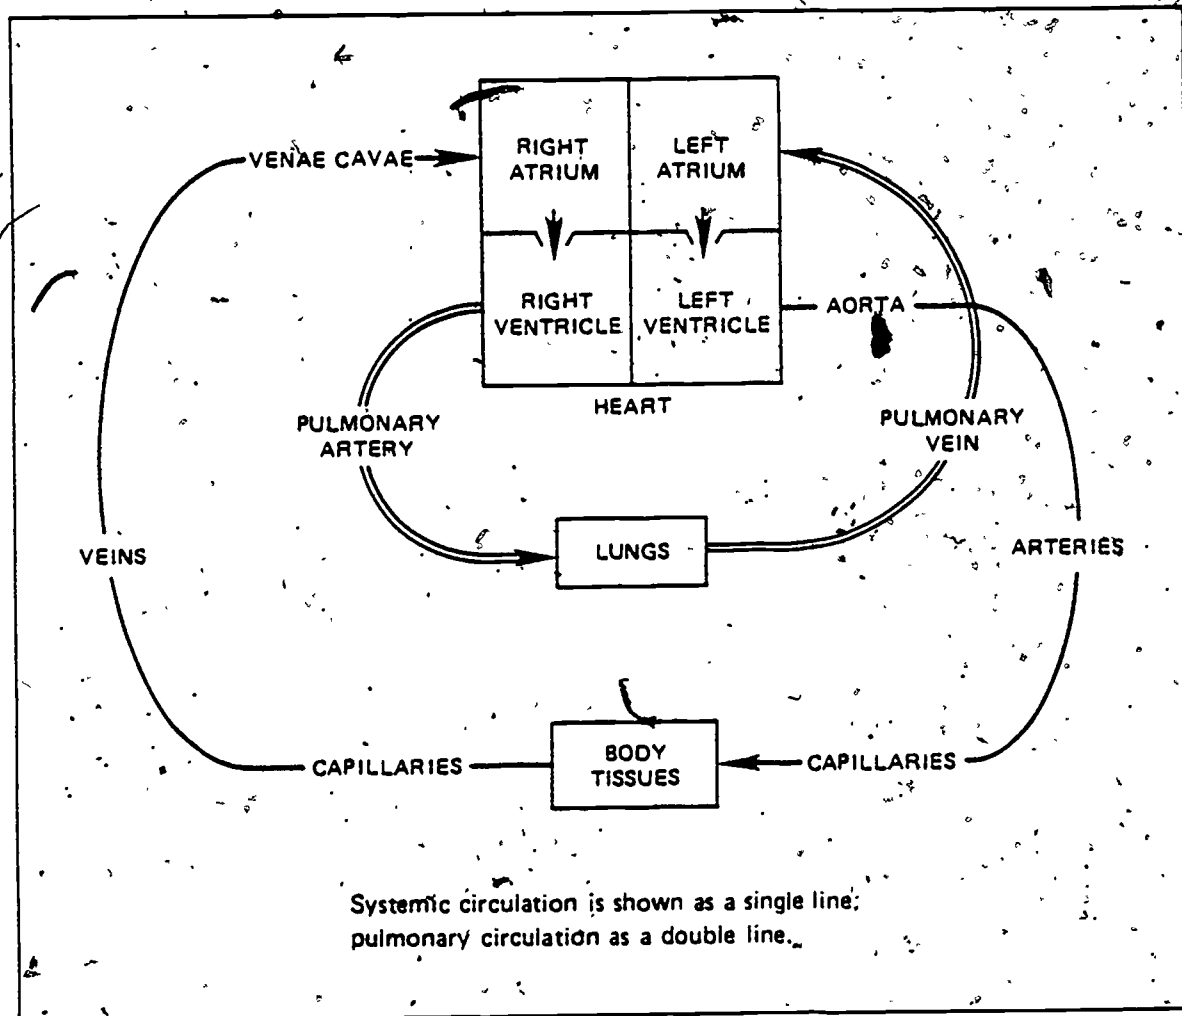 VENAE CAVAE
RIGHT
ATRIUM
LEFT
ATRIUM
RIGHT
VENTRICLE
LEFT
VENTRICLE
AORTA
HEART
PULMONARY
ARTERY
PULMONARY
VEIN
VEINS
LUNGS
ARTERIES
CAPILLARIES
BODY
TISSUES
CAPILLARIES
Systemic circulation is shown as a single line;
pulmonary circulation as a double line.